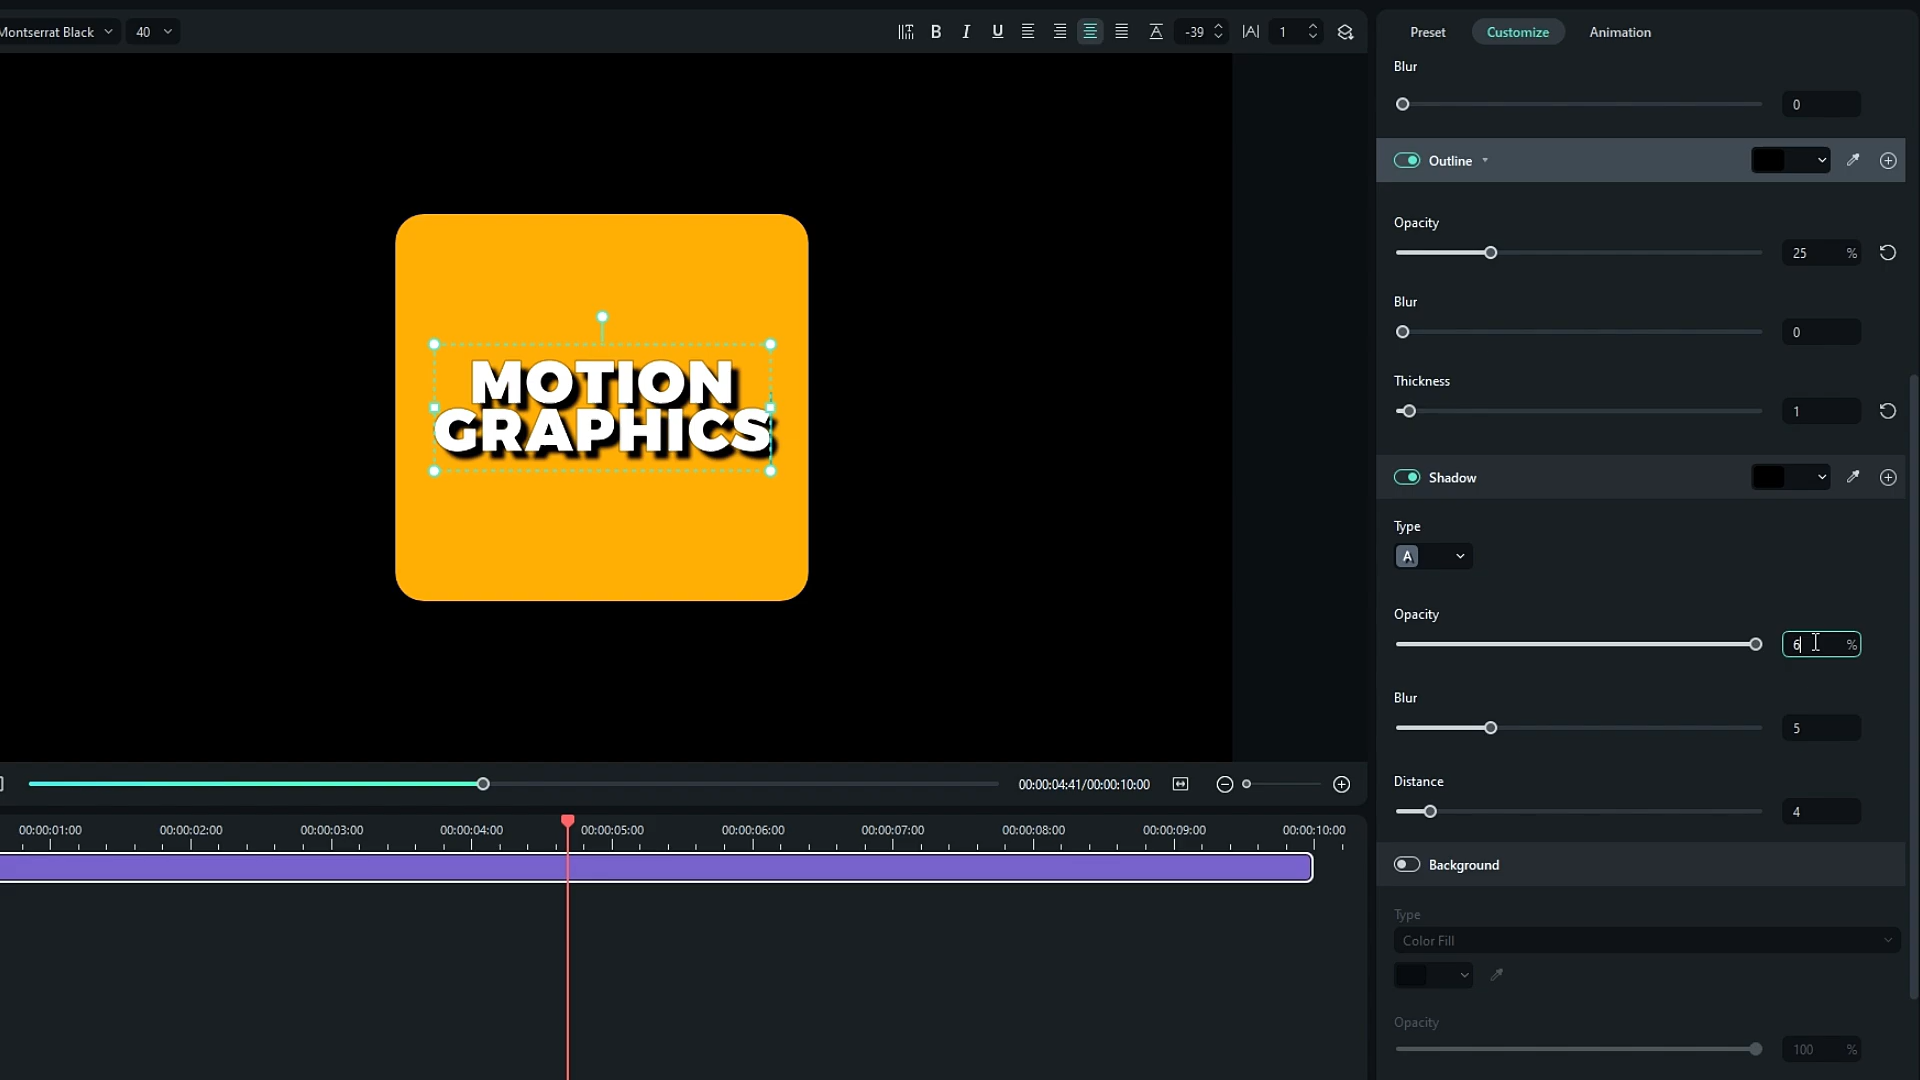 Montserrat Black 40 B I U -39 1
Preset Customize Animation
Blur
0
Outline
Opacity
25 %
Blur
0
Thickness
1
Shadow
Type
A
Opacity
6 %
Blur
5
Distance
4
Background
Type
Color Fill
Opacity
100 %
MOTION
GRAPHICS
00:00:04:41/00:00:10:00
00:00:01:00 00:00:02:00 00:00:03:00 00:00:04:00 00:00:05:00 00:00:06:00 00:00:07:00 00:00:08:00 00:00:09:00 00:00:10:00